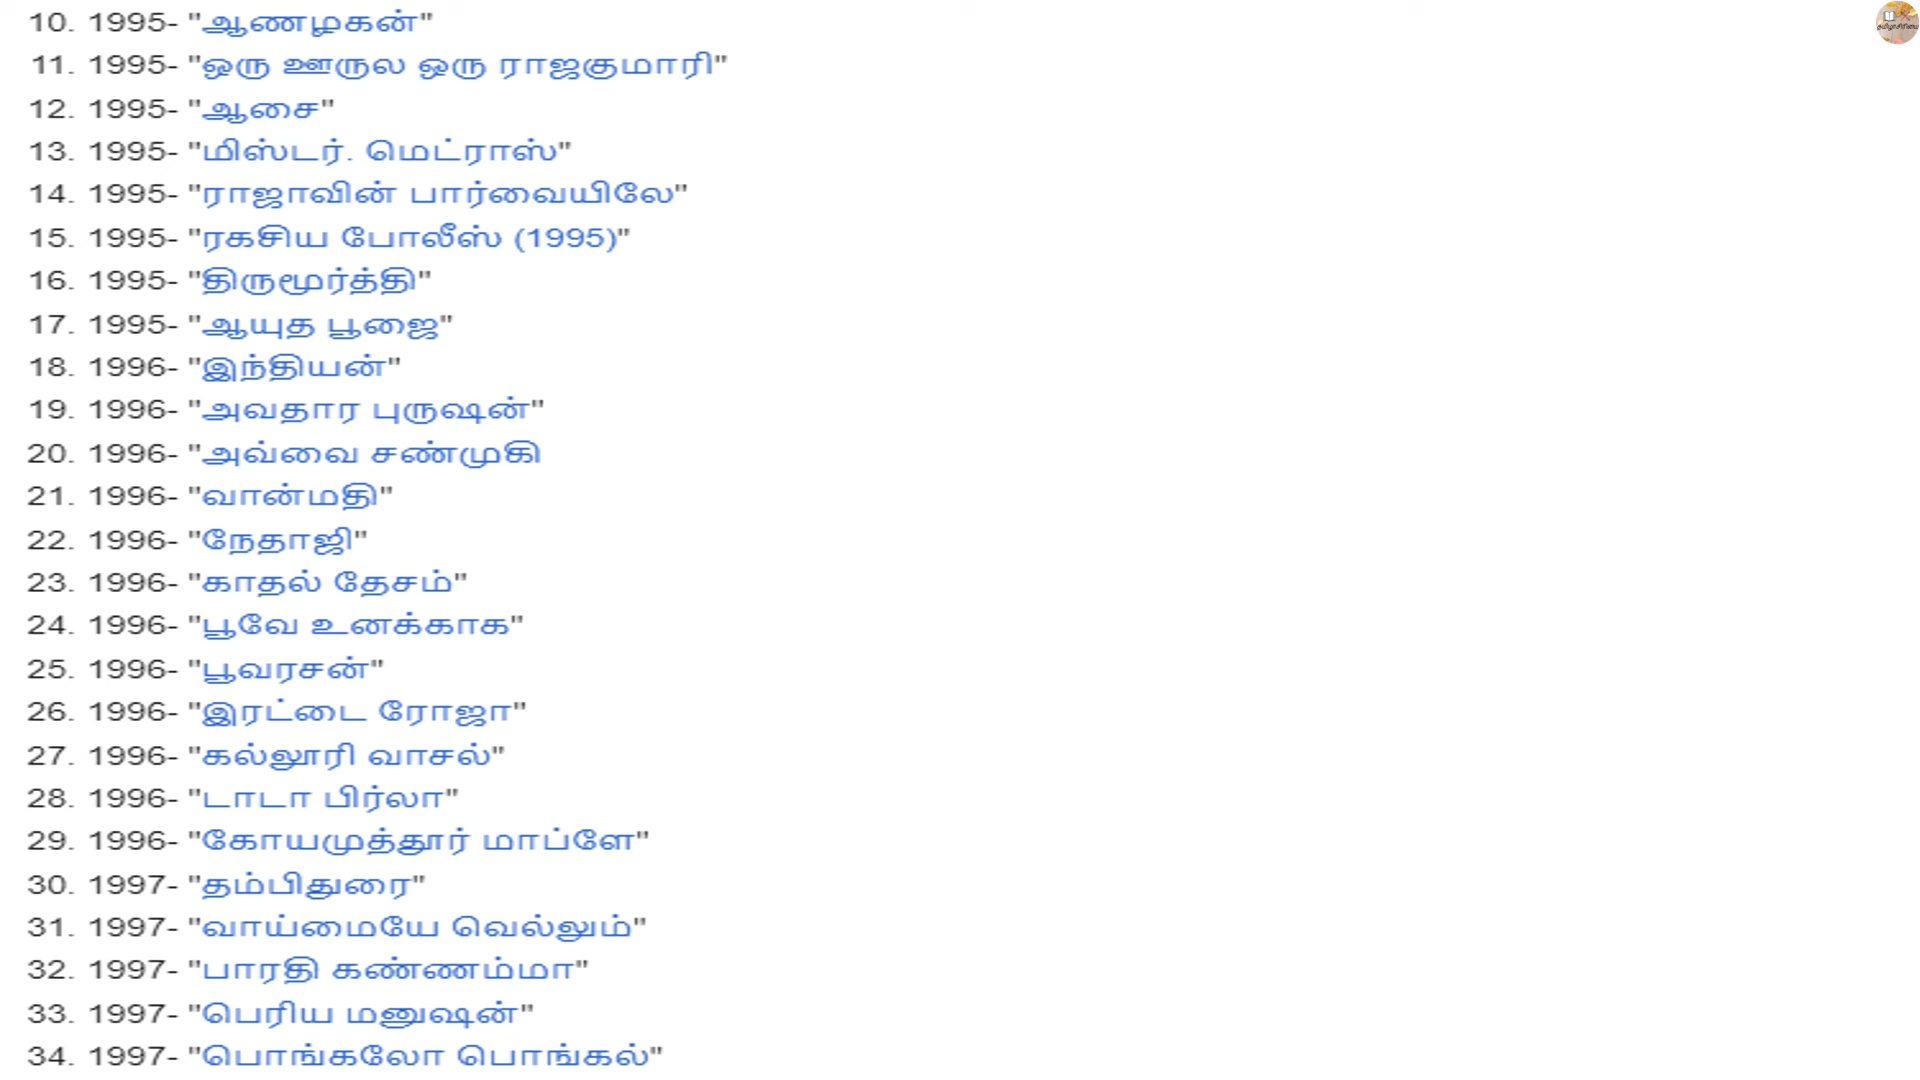 10. 1995- "ஆணழகன்"
11. 1995- "ஒரு ஊருல ஒரு ராஜகுமாரி"
12. 1995- "ஆசை"
13. 1995- "மிஸ்டர். மெட்ராஸ்"
14. 1995- "ராஜாவின் பார்வையிலே"
15. 1995- "ரகசிய போலீஸ் (1995)"
16. 1995- "திருமூர்த்தி"
17. 1995- "ஆயுத பூஜை"
18. 1996- "இந்தியன்"
19. 1996- "அவதார புருஷன்"
20. 1996- "அவ்வை சண்முகி
21. 1996- "வான்மதி"
22. 1996- "நேதாஜி"
23. 1996- "காதல் தேசம்"
24. 1996- "பூவே உனக்காக"
25. 1996- "பூவரசன்"
26. 1996- "இரட்டை ரோஜா"
27. 1996- "கல்லூரி வாசல்"
28. 1996- "டாடா பிர்லா"
29. 1996- "கோயமுத்தூர் மாப்ளே"
30. 1997- "தம்பிதுரை"
31. 1997- "வாய்மையே வெல்லும்"
32. 1997- "பாரதி கண்ணம்மா"
33. 1997- "பெரிய மனுஷன்"
34. 1997- "பொங்கலோ பொங்கல்"